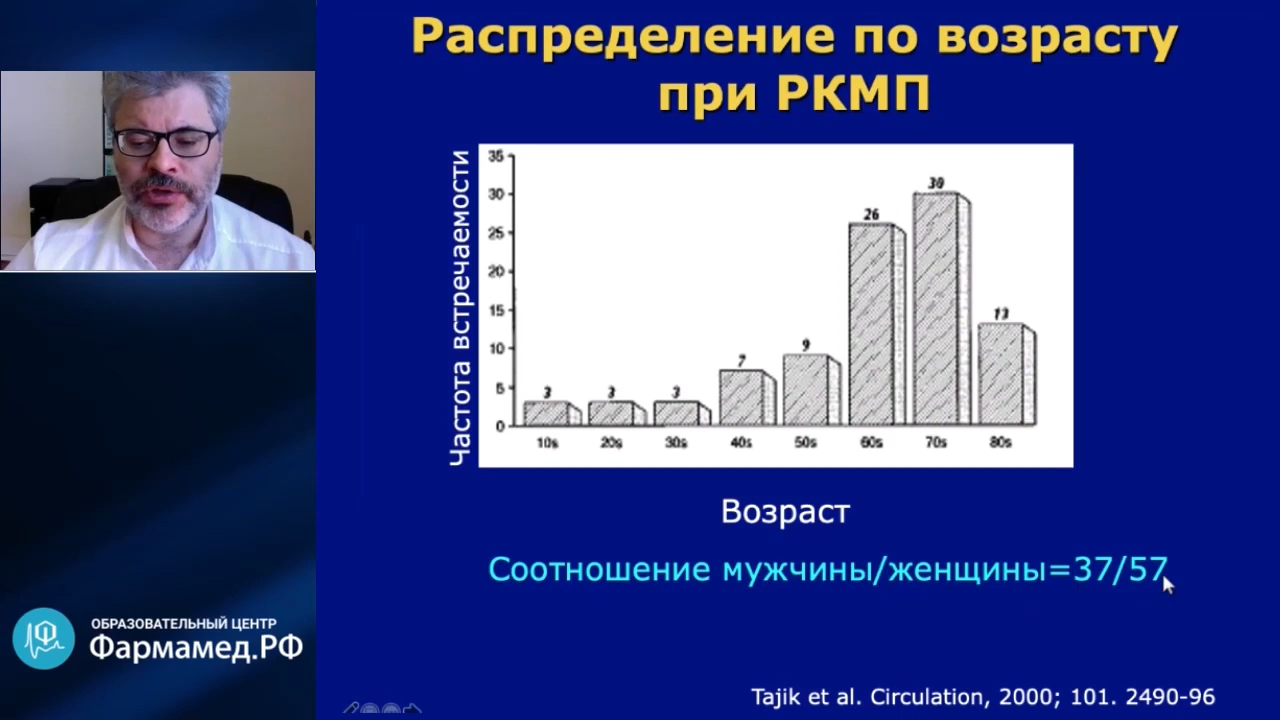 Распределение по возрасту
при РКМП
Частота встречаемости
35
30
25
20
15
10
5
0
3
3
3
7
9
26
30
13
10s
20s
30s
40s
50s
60s
70s
80s
Возраст
Соотношение мужчины/женщины=37/57
ОБРАЗОВАТЕЛЬНЫЙ ЦЕНТР
Фармамед.РФ
Tajik et al. Circulation, 2000; 101. 2490-96